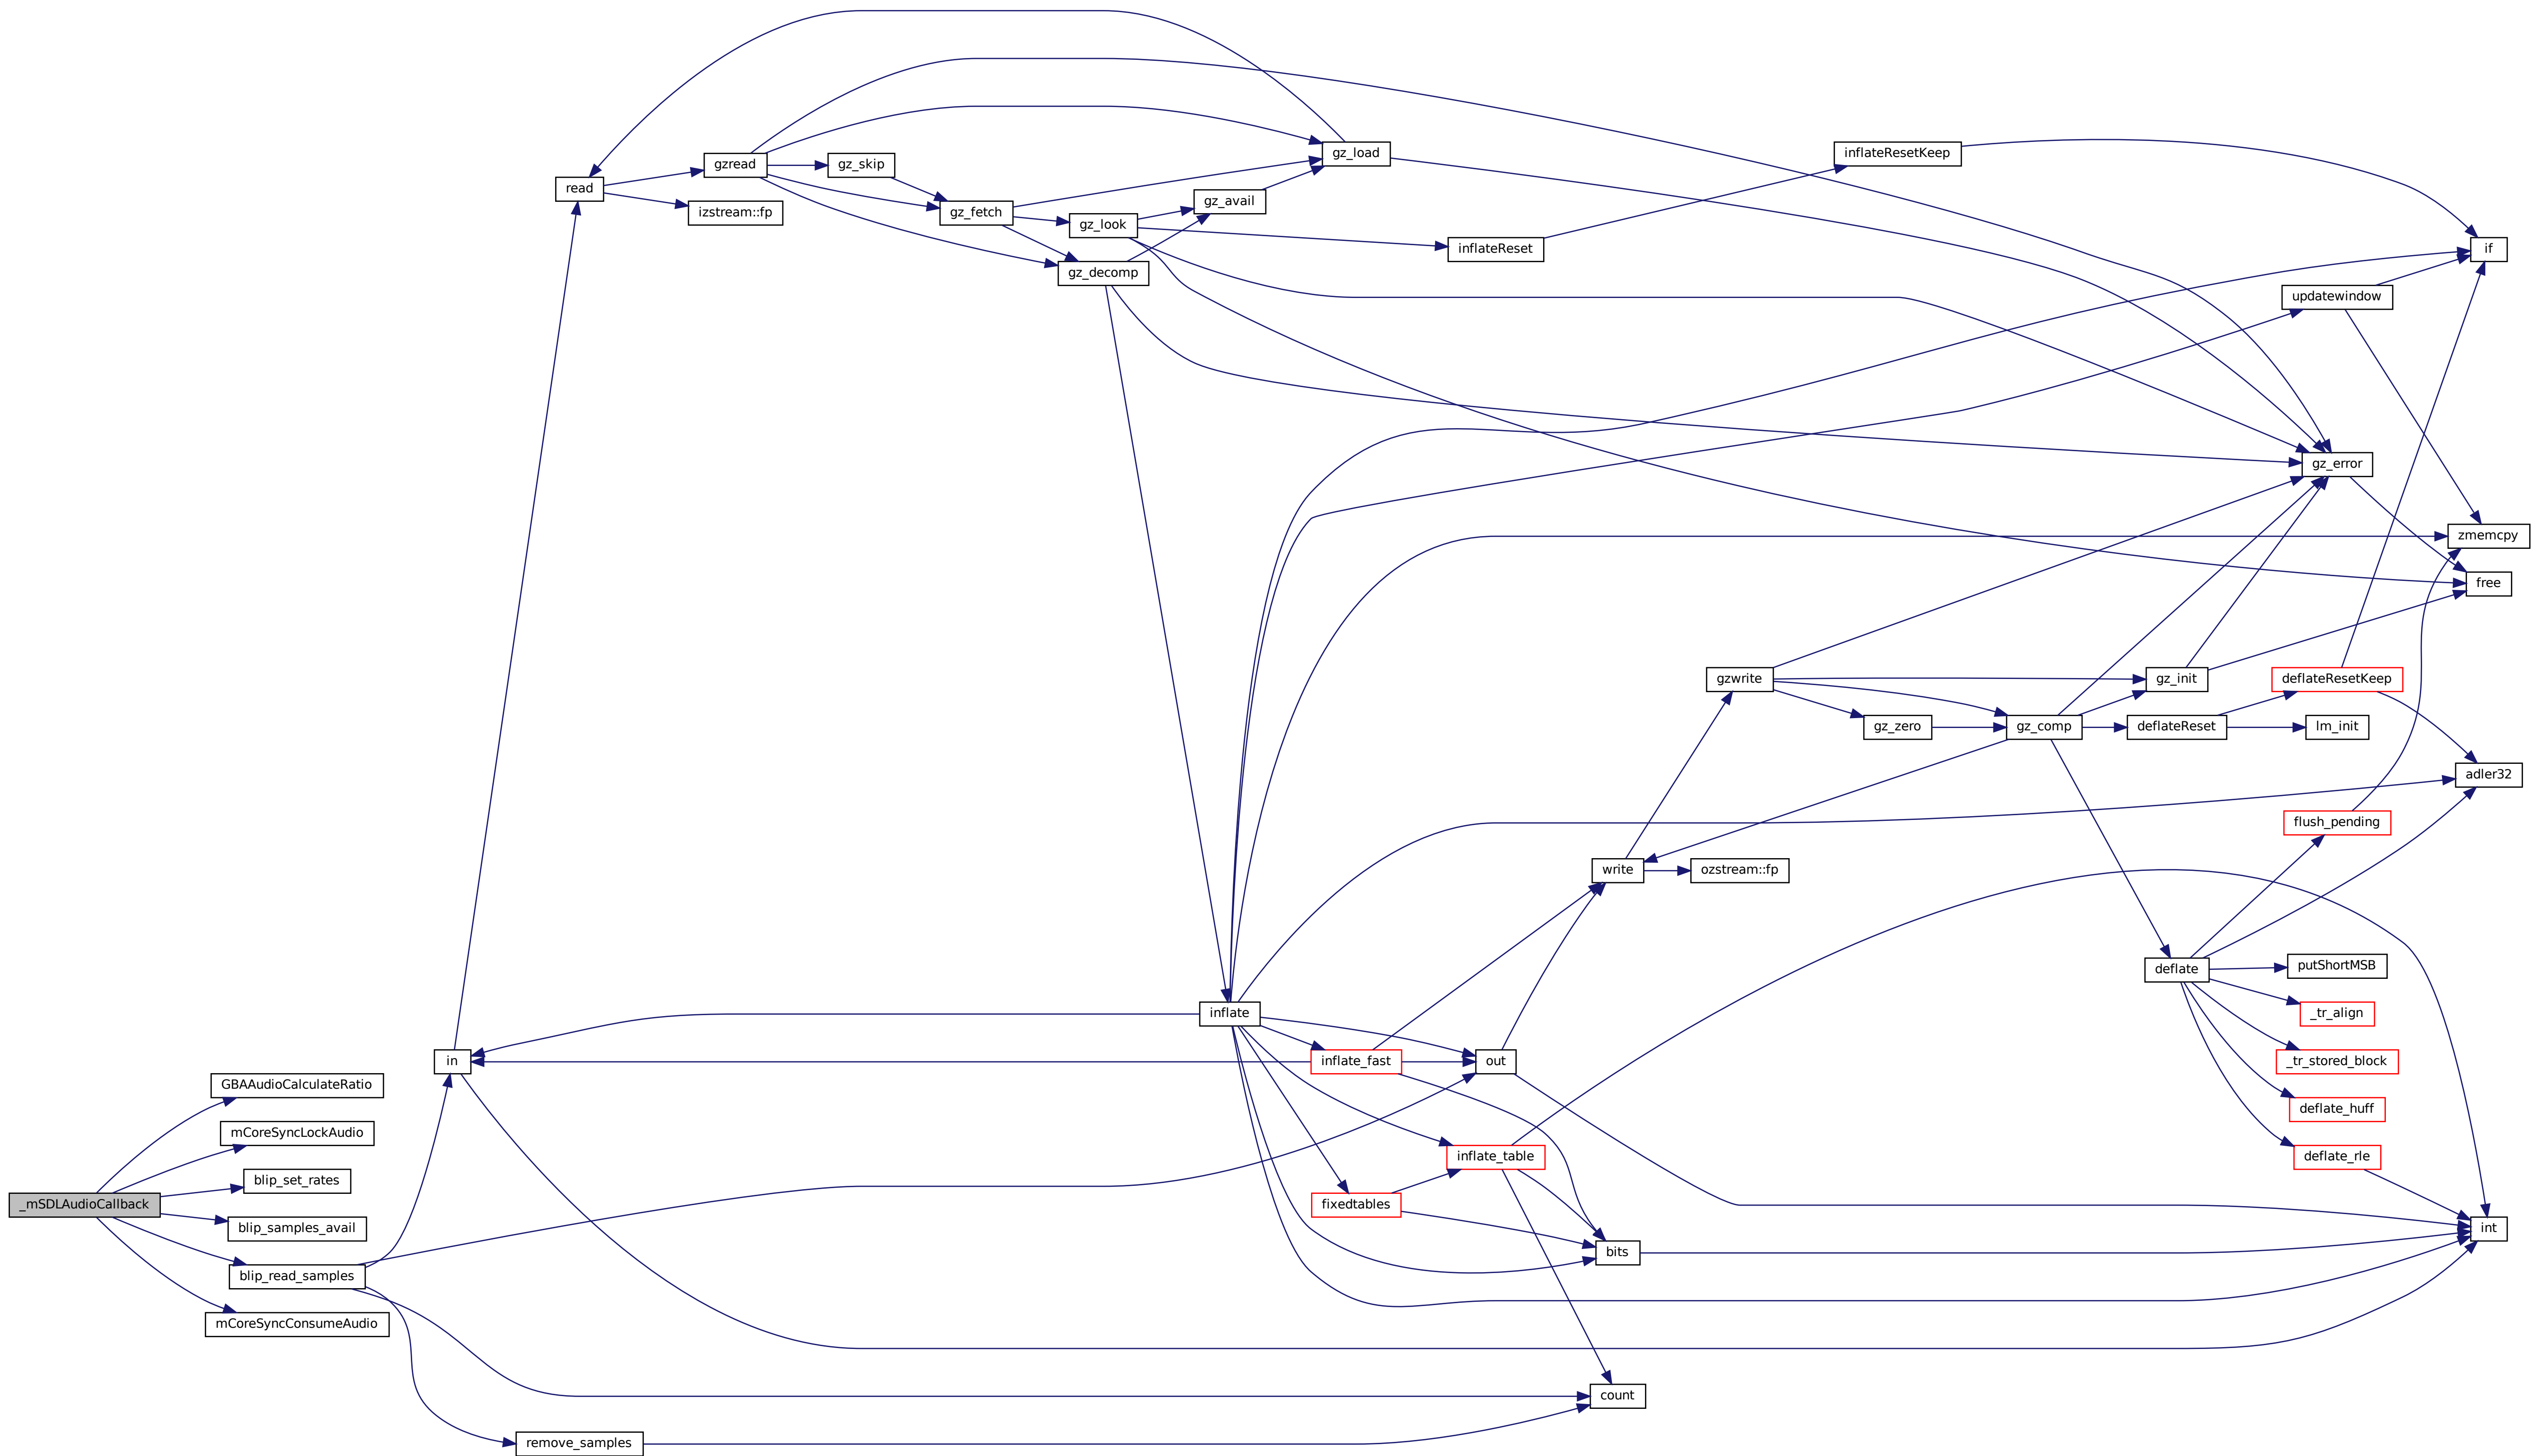 _mSDLAudioCallback
GBAAudioCalculateRatio
mCoreSyncLockAudio
blip_set_rates
blip_samples_avail
blip_read_samples
mCoreSyncConsumeAudio
in
remove_samples
read
gzread
izstream::fp
gz_skip
gz_fetch
gz_look
gz_decomp
gz_avail
gz_load
inflateReset
inflateResetKeep
if
updatewindow
gz_error
zmemcpy
free
gzwrite
gz_zero
gz_comp
gz_init
deflateReset
deflateResetKeep
lm_init
adler32
flush_pending
write
ozstream::fp
deflate
putShortMSB
_tr_align
_tr_stored_block
deflate_huff
deflate_rle
inflate
inflate_fast
out
inflate_table
fixedtables
bits
int
count